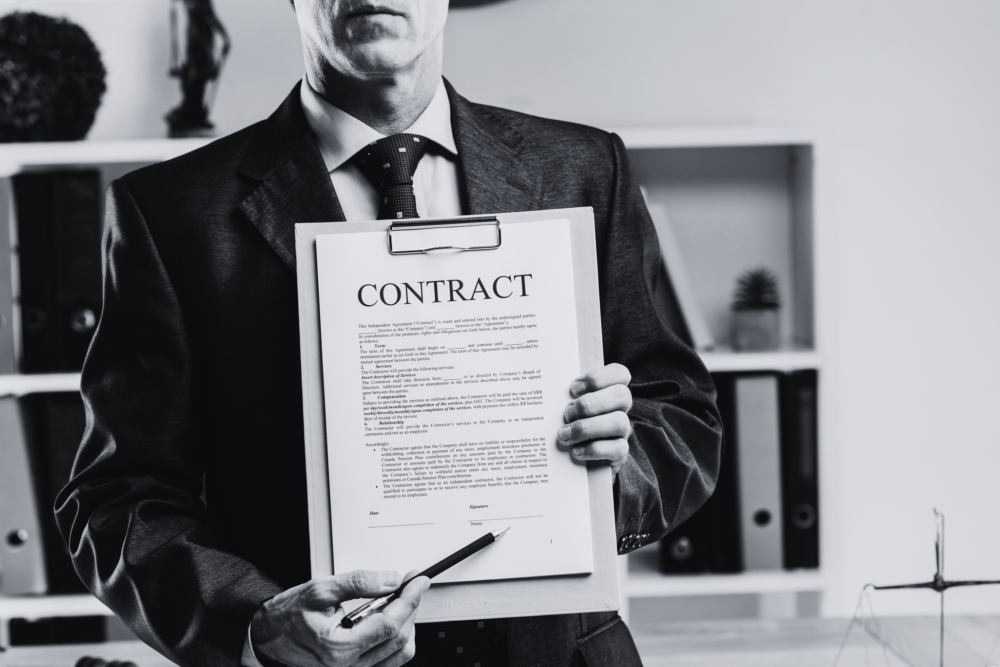 CONTRACT
This Independent Agreement (“Contract”) is made and entered into by the undersigned parties:
________ (known as the “Company”) and ________ (known as the “Agreement”).
In consideration of the promises, rights and obligations set forth below, the parties hereby agree
as follows:
1. Term
The term of this Agreement shall begin on ________ and continue until ________, unless
terminated earlier as set forth in this Agreement. The term of this Agreement may be extended by
mutual agreement between the parties.
2. Services
The Contractor will provide the following services:
Insert description of Services
The Contractor shall take direction from ________ or as directed by Company’s Board of
Directors. Additional services or amendments to the services described above may be agreed
upon between the parties.
3. Compensation
Subject to providing the services as outlined above, the Contractor will be paid the sum of $XX
per day/week/month/upon completion of the services, plus GST. The Company will be invoiced
weekly/biweekly/monthly/upon completion of the services, with payment due within XX business
days of receipt of the invoice.
4. Relationship
The Contractor will provide the Contractor’s services to the Company as an independent
contractor and not as an employee.
Accordingly:
• The Contractor agrees that the Company shall have no liability or responsibility for the
withholding, collection or payment of any taxes, employment insurance premiums or
Canada Pension Plan contributions on any amounts paid by the Company to the
Contractor or amounts paid by the Contractor to its employees or contractors. The
Contractor also agrees to indemnify the Company from any and all claims in respect to
the Company’s failure to withhold and/or remit any taxes, employment insurance
premiums or Canada Pension Plan contributions.
• The Contractor agrees that as an independent contractor, the Contractor will not be
qualified to participate in or to receive any employee benefits that the Company may
extend to its employees.
Date
Signature
Name:
1